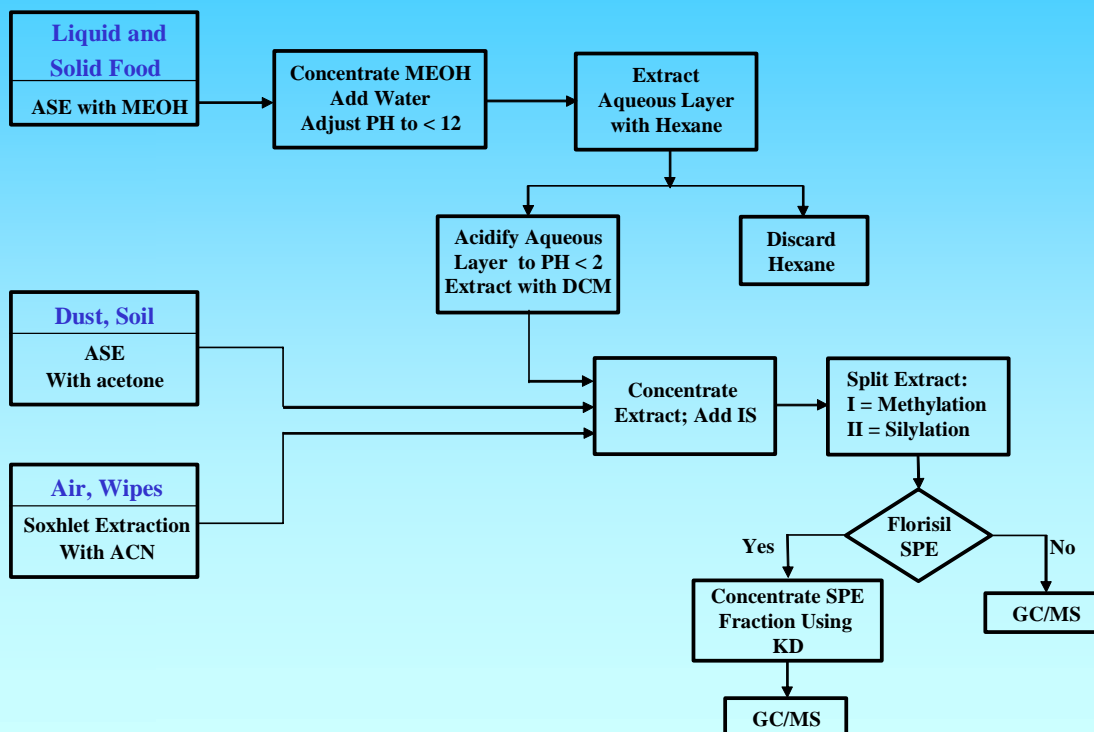 Liquid and
Solid Food
ASE with MEOH
Concentrate MEOH
Add Water
Adjust PH to < 12
Extract
Aqueous Layer
with Hexane
Acidify Aqueous
Layer to PH < 2
Extract with DCM
Discard
Hexane
Dust, Soil
ASE
With acetone
Air, Wipes
Soxhlet Extraction
With ACN
Concentrate
Extract; Add IS
Split Extract:
I = Methylation
II = Silylation
Florisil
SPE
Yes
No
Concentrate SPE
Fraction Using
KD
GC/MS
GC/MS